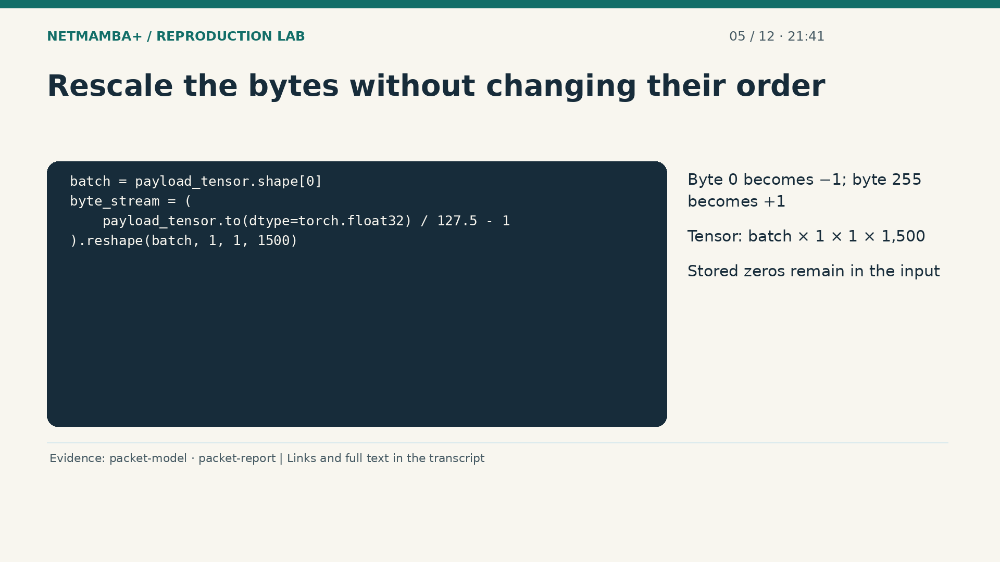 NETMAMBA+ / REPRODUCTION LAB
05 / 12 · 21:41
Rescale the bytes without changing their order
batch = payload_tensor.shape[0]
byte_stream = (
    payload_tensor.to(dtype=torch.float32) / 127.5 - 1
).reshape(batch, 1, 1, 1500)
Byte 0 becomes −1; byte 255
becomes +1
Tensor: batch × 1 × 1 × 1,500
Stored zeros remain in the input
Evidence: packet-model · packet-report | Links and full text in the transcript